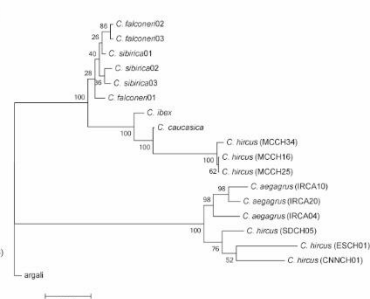 86
C. falconeri02
26
C. falconeri03
40
C. sibirica01
C. sibirica02
28
36
C. sibirica03
100
C. falconeri01
C. ibex
100
C. caucasica
100
C. hircus (MCCH34)
100
C. hircus (MCCH16)
62
C. hircus (MCCH25)
98
C. aegagrus (IRCA10)
98
C. aegagrus (IRCA20)
C. aegagrus (IRCA04)
100
C. hircus (SDCH05)
76
C. hircus (ESCH01)
52
C. hircus (CNNCH01)
argali